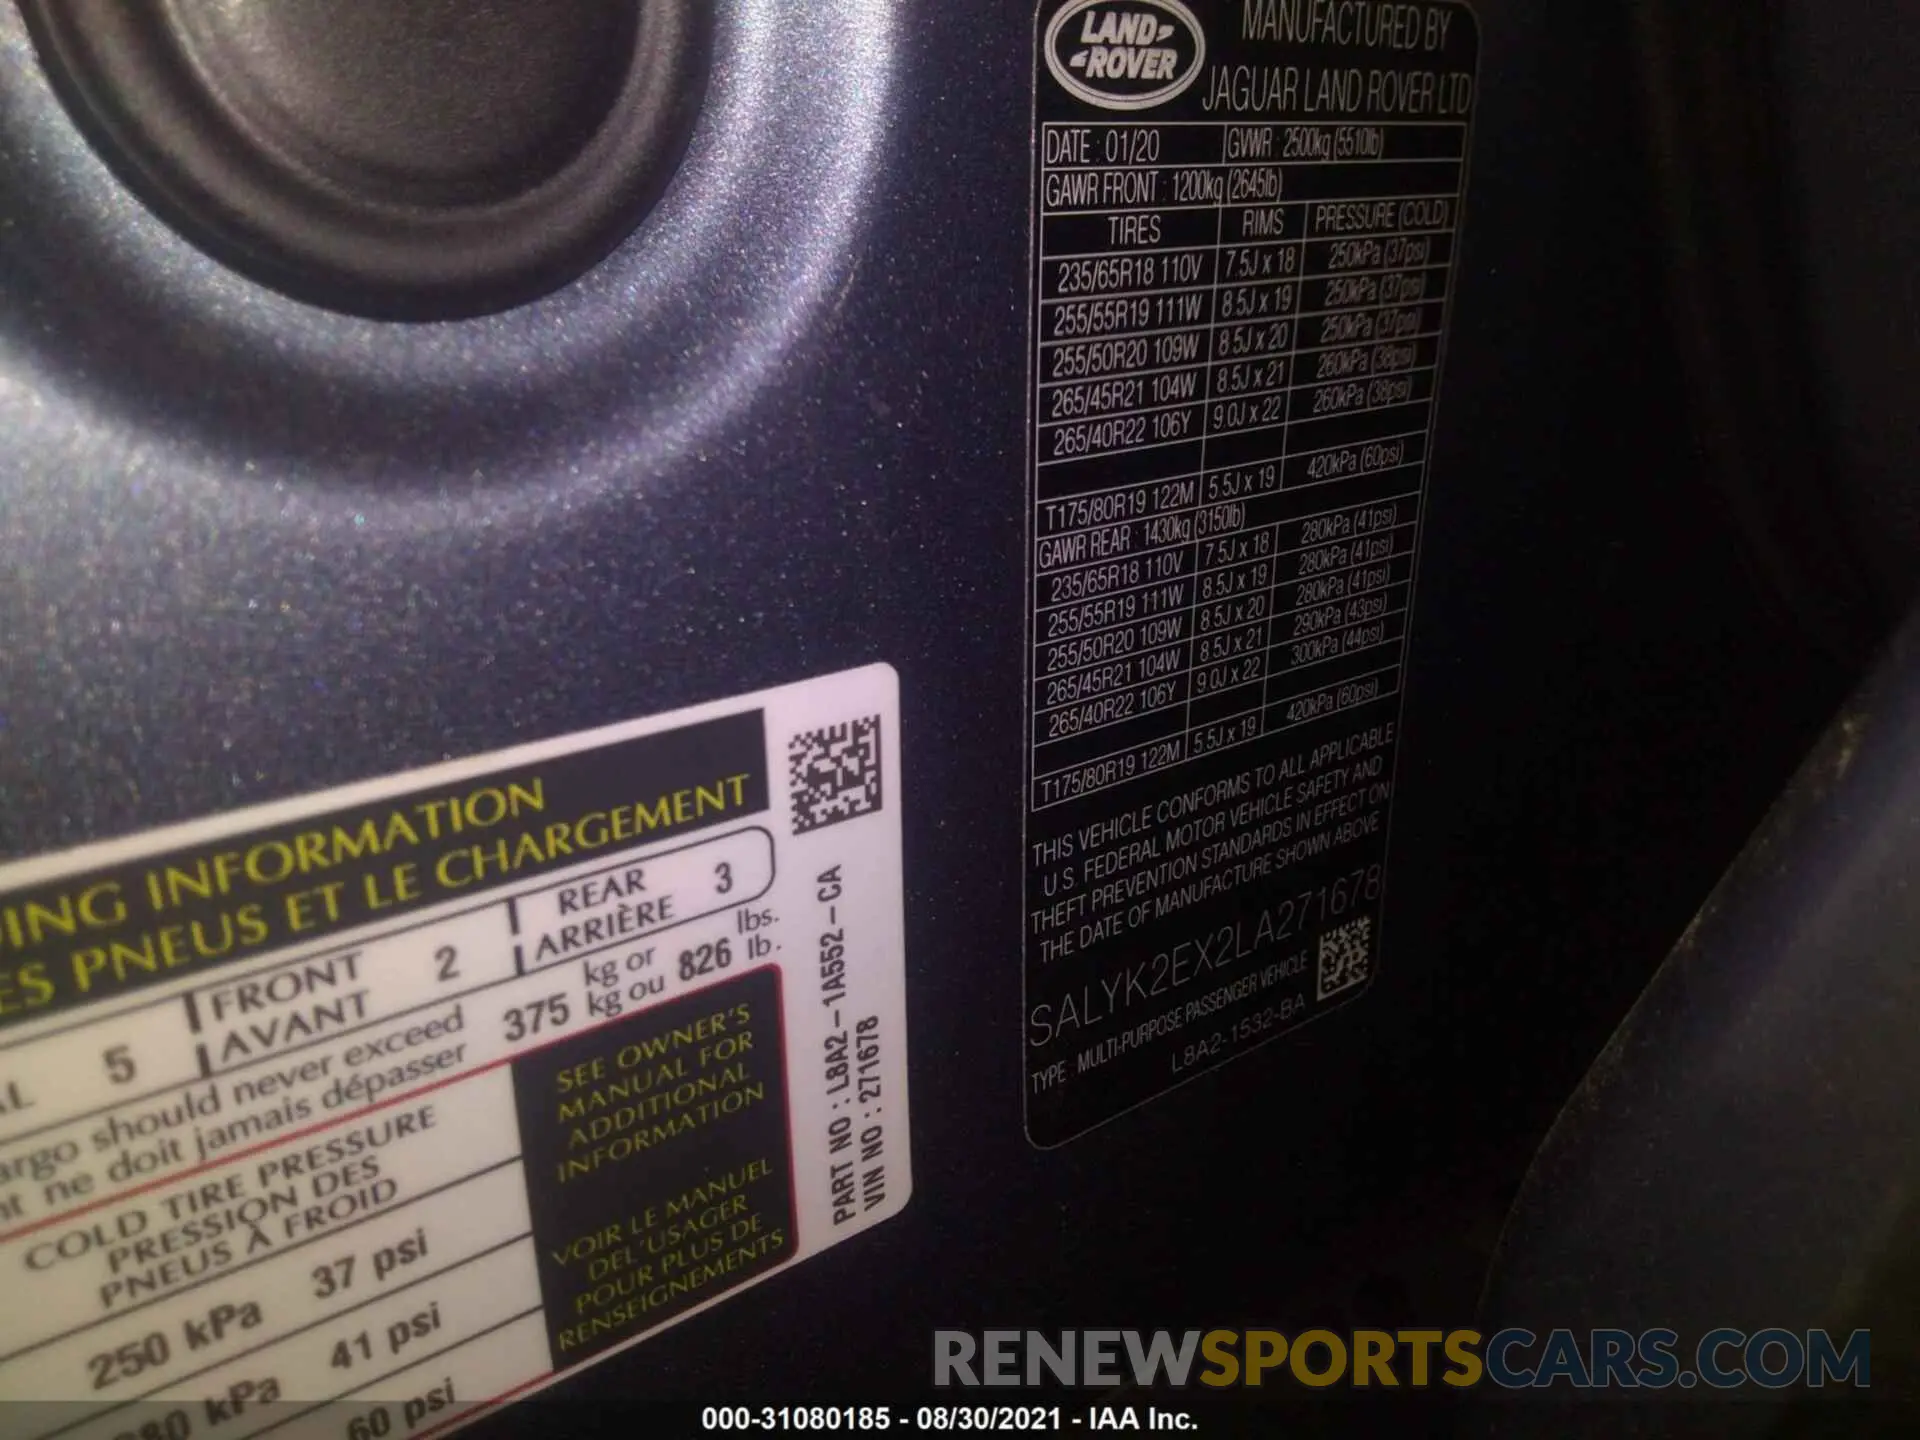 LAND
ROVER
MANUFACTURED BY
JAGUAR LAND ROVER LTD
DATE : 01/20 GVWR : 2500kg (5510lb)
GAWR FRONT : 1200kg (2645lb)
TIRES RIMS PRESSURE (COLD)
235/65R18 110V 7.5J x 18 250kPa (37psi)
255/55R19 111W 8.5J x 19 250kPa (37psi)
255/50R20 109W 8.5J x 20 250kPa (37psi)
265/45R21 104W 8.5J x 21 260kPa (38psi)
265/40R22 106Y 9.0J x 22 260kPa (38psi)
T175/80R19 122M 5.5J x 19 420kPa (60psi)
GAWR REAR : 1430kg (3150lb)
235/65R18 110V 7.5J x 18 280kPa (41psi)
255/55R19 111W 8.5J x 19 280kPa (41psi)
255/50R20 109W 8.5J x 20 280kPa (41psi)
265/45R21 104W 8.5J x 21 290kPa (43psi)
265/40R22 106Y 9.0J x 22 300kPa (44psi)
T175/80R19 122M 5.5J x 19 420kPa (60psi)
THIS VEHICLE CONFORMS TO ALL APPLICABLE
U.S. FEDERAL MOTOR VEHICLE SAFETY AND
THEFT PREVENTION STANDARDS IN EFFECT ON
THE DATE OF MANUFACTURE SHOWN ABOVE
SALYK2EX2LA271678
TYPE : MULTI-PURPOSE PASSENGER VEHICLE
L8A2-1532-BA
ING INFORMATION
ES PNEUS ET LE CHARGEMENT
AL 5 FRONT AVANT 2 REAR ARRIÈRE 3
argo should never exceed 375 kg or 826 lbs.
nt ne doit jamais dépasser kg ou lb.
COLD TIRE PRESSURE
PRESSION DES
PNEUS À FROID
250 kPa 37 psi
80 kPa 41 psi
60 psi
SEE OWNER'S
MANUAL FOR
ADDITIONAL
INFORMATION
VOIR LE MANUEL
DEL'USAGER
POUR PLUS DE
RENSEIGNEMENTS
PART NO : L8A2-1A552-CA
VIN NO : 271678
RENEWSPORTSCARS.COM
000-31080185 - 08/30/2021 - IAA Inc.